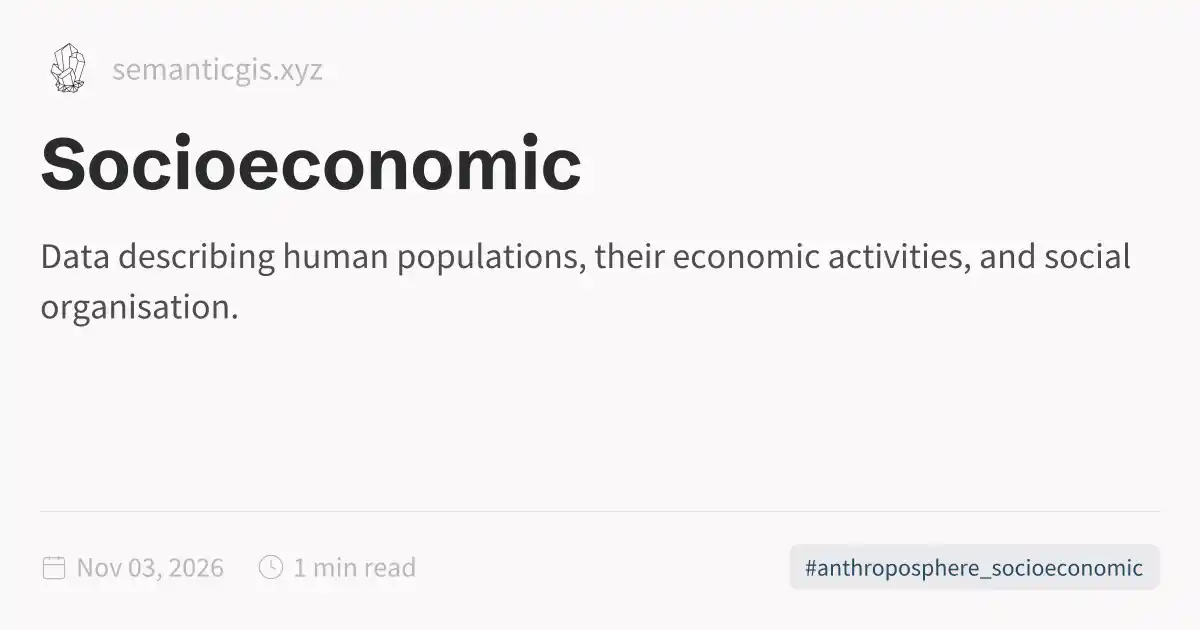 semanticgis.xyz
Socioeconomic
Data describing human populations, their economic activities, and social
organisation.
Nov 03, 2026
1 min read
#anthroposphere_socioeconomic